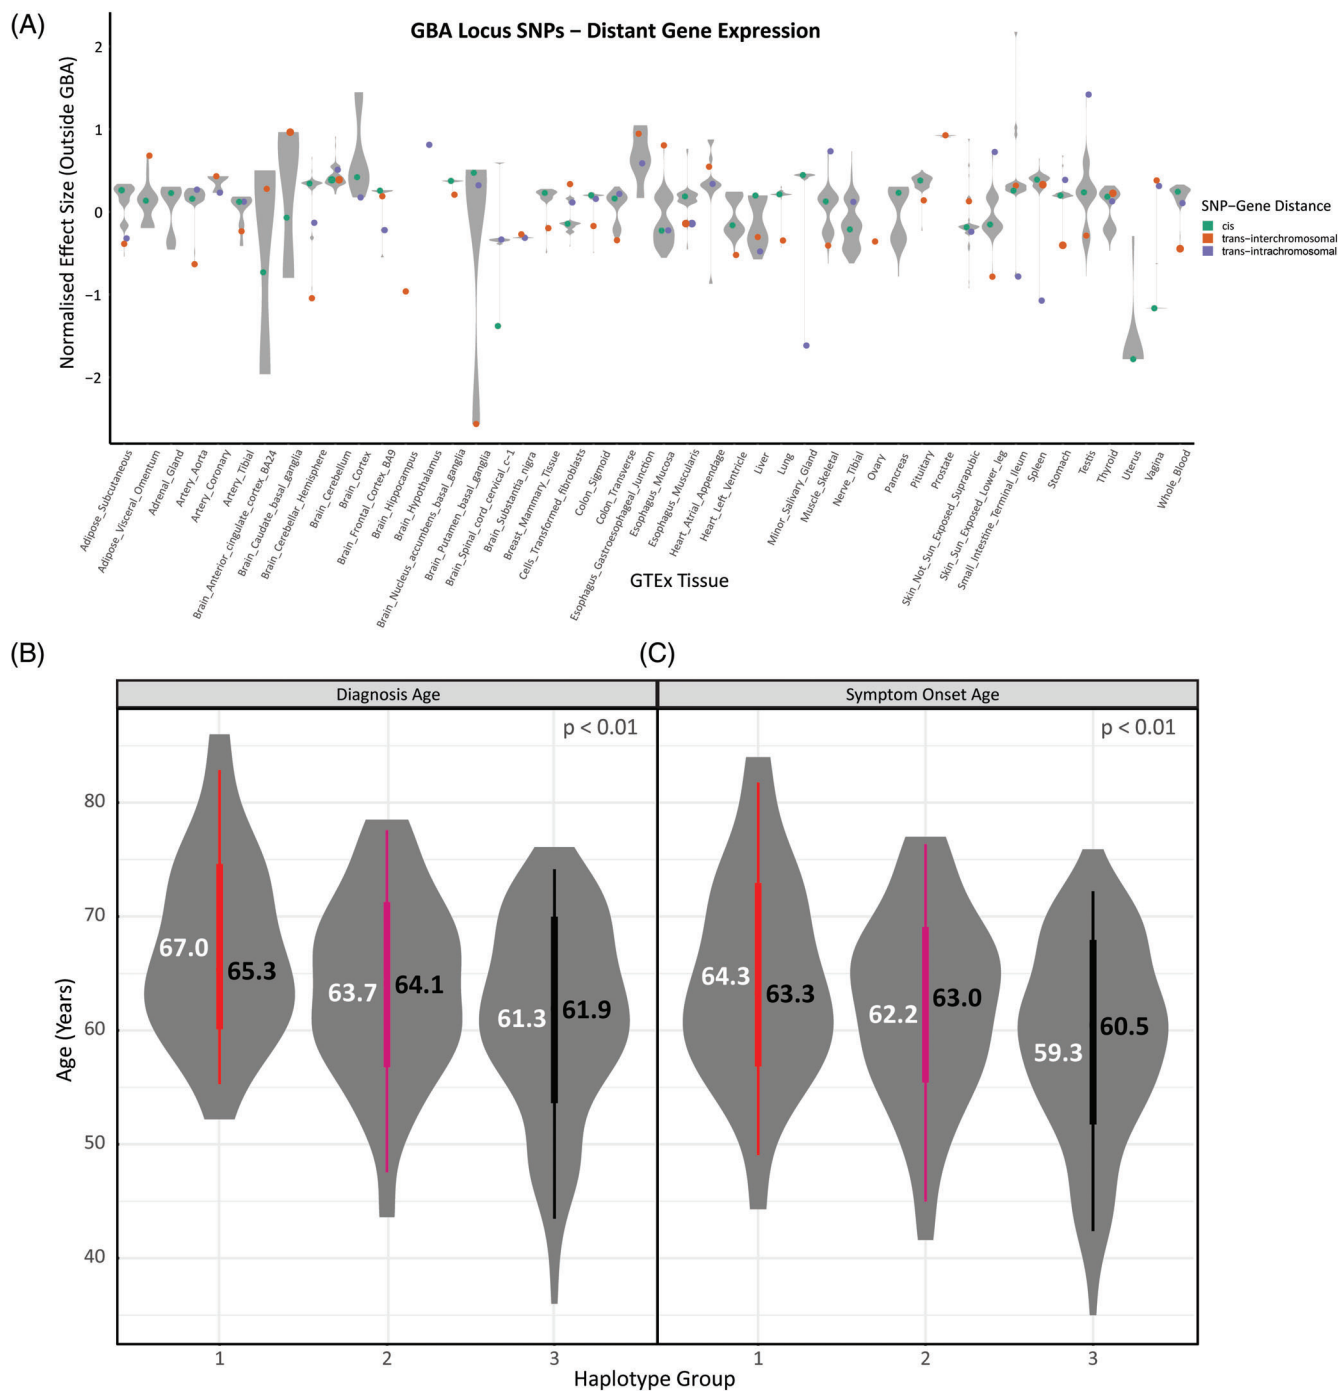 (A)
GBA Locus SNPs – Distant Gene Expression
Normalised Effect Size (Outside GBA)
2
1
0
−1
−2
SNP−Gene Distance
cis
trans−interchromosomal
trans−intrachromosomal
Adipose_Subcutaneous
Adipose_Visceral_Omentum
Adrenal_Gland
Artery_Aorta
Artery_Coronary
Artery_Tibial
Brain_Anterior_cingulate_cortex_BA24
Brain_Caudate_basal_ganglia
Brain_Cerebellar_Hemisphere
Brain_Cerebellum
Brain_Cortex
Brain_Frontal_Cortex_BA9
Brain_Hippocampus
Brain_Hypothalamus
Brain_Nucleus_accumbens_basal_ganglia
Brain_Putamen_basal_ganglia
Brain_Spinal_cord_cervical_c−1
Brain_Substantia_nigra
Breast_Mammary_Tissue
Cells_Transformed_fibroblasts
Colon_Sigmoid
Colon_Transverse
Esophagus_Gastroesophageal_Junction
Esophagus_Mucosa
Esophagus_Muscularis
Heart_Atrial_Appendage
Heart_Left_Ventricle
Liver
Lung
Minor_Salivary_Gland
Muscle_Skeletal
Nerve_Tibial
Ovary
Pancreas
Pituitary
Prostate
Skin_Not_Sun_Exposed_Suprapubic
Skin_Sun_Exposed_Lower_leg
Small_Intestine_Terminal_Ileum
Spleen
Stomach
Testis
Thyroid
Uterus
Vagina
Whole_Blood
GTEx Tissue
(B)
(C)
Diagnosis Age
Symptom Onset Age
p < 0.01
p < 0.01
Age (Years)
80
70
60
50
40
67.0
65.3
63.7
64.1
61.3
61.9
64.3
63.3
62.2
63.0
59.3
60.5
1
2
3
1
2
3
Haplotype Group